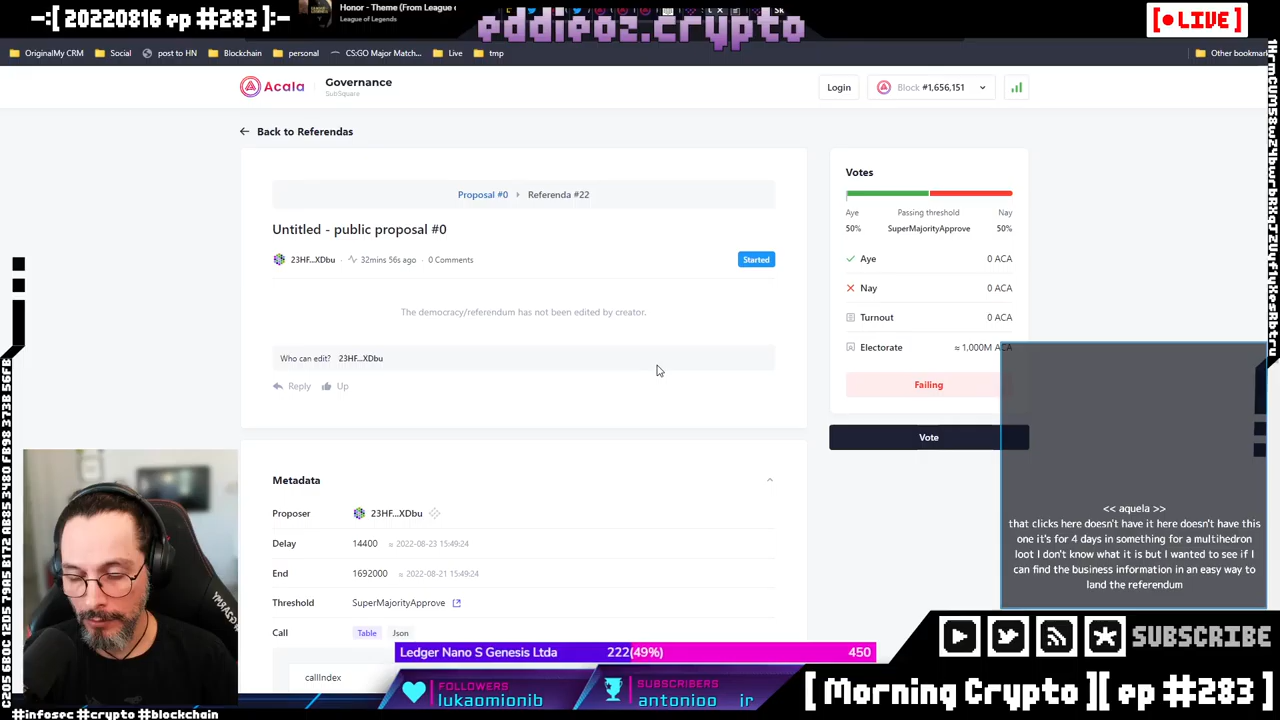 -:[ 20220816 ep #283 ]:-
Honor - Theme (From League o
League of Legends
eddieoz.crypto
[● LIVE ]
OriginalMy CRM
Social
post to HN
Blockchain
personal
CS:GO Major Match...
Live
tmp
Other bookmar
Acala
Governance
SubSquare
Login
Block #1,656,151
Back to Referendas
Proposal #0
Referenda #22
Untitled - public proposal #0
23HF...XDbu · 32mins 56s ago · 0 Comments
Started
The democracy/referendum has not been edited by creator.
Who can edit? 23HF...XDbu
Reply
Up
Metadata
Proposer 23HF...XDbu
Delay 14400 ≈ 2022-08-23 15:49:24
End 1692000 ≈ 2022-08-21 15:49:24
Threshold SuperMajorityApprove
Call Table Json
callIndex
Votes
Aye Passing threshold Nay
50% SuperMajorityApprove 50%
Aye 0 ACA
Nay 0 ACA
Turnout 0 ACA
Electorate ≈ 1.000M ACA
Failing
Vote
<< aquela >>
that clicks here doesn't have it here doesn't have this
one it's for 4 days in something for a multihedron
loot I don't know what it is but I wanted to see if I
can find the business information in an easy way to
land the referendum
Ledger Nano S Genesis Ltda 222(49%) 450
FOLLOWERS
lukaomionib
SUBSCRIBERS
antonioo jr
SUBSCRIBE
[ Morning Crypto ][ ep #283 ]
#infosec #crypto #blockchain